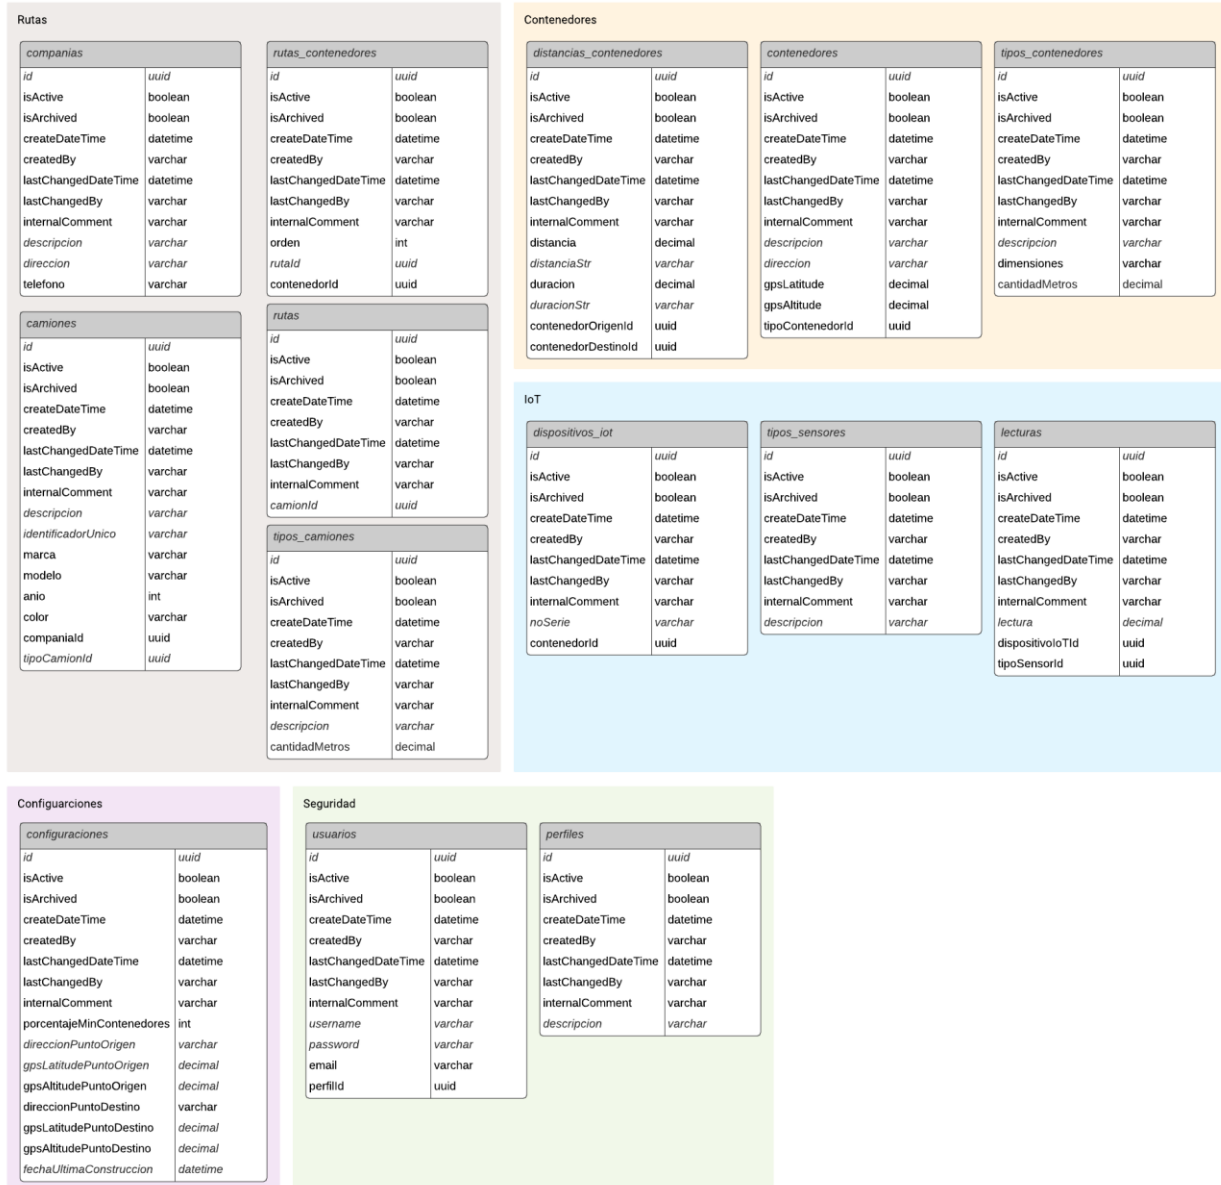 Rutas
companias
id uuid
isActive boolean
isArchived boolean
createDateTime datetime
createdBy varchar
lastChangedDateTime datetime
lastChangedBy varchar
internalComment varchar
descripcion varchar
direccion varchar
telefono varchar
camiones
id uuid
isActive boolean
isArchived boolean
createDateTime datetime
createdBy varchar
lastChangedDateTime datetime
lastChangedBy varchar
internalComment varchar
descripcion varchar
identificadorUnico varchar
marca varchar
modelo varchar
anio int
color varchar
companiaId uuid
tipoCamionId uuid
rutas_contenedores
id uuid
isActive boolean
isArchived boolean
createDateTime datetime
createdBy varchar
lastChangedDateTime datetime
lastChangedBy varchar
internalComment varchar
orden int
rutaId uuid
contenedorId uuid
rutas
id uuid
isActive boolean
isArchived boolean
createDateTime datetime
createdBy varchar
lastChangedDateTime datetime
lastChangedBy varchar
internalComment varchar
camionId uuid
tipos_camiones
id uuid
isActive boolean
isArchived boolean
createDateTime datetime
createdBy varchar
lastChangedDateTime datetime
lastChangedBy varchar
internalComment varchar
descripcion varchar
cantidadMetros decimal
Contenedores
distancias_contenedores
id uuid
isActive boolean
isArchived boolean
createDateTime datetime
createdBy varchar
lastChangedDateTime datetime
lastChangedBy varchar
internalComment varchar
distancia decimal
distanciaStr varchar
duracion decimal
duracionStr varchar
contenedorOrigenId uuid
contenedorDestinoId uuid
contenedores
id uuid
isActive boolean
isArchived boolean
createDateTime datetime
createdBy varchar
lastChangedDateTime datetime
lastChangedBy varchar
internalComment varchar
descripcion varchar
direccion varchar
gpsLatitude decimal
gpsAltitude decimal
tipoContenedorId uuid
tipos_contenedores
id uuid
isActive boolean
isArchived boolean
createDateTime datetime
createdBy varchar
lastChangedDateTime datetime
lastChangedBy varchar
internalComment varchar
descripcion varchar
dimensiones varchar
cantidadMetros decimal
IoT
dispositivos_iot
id uuid
isActive boolean
isArchived boolean
createDateTime datetime
createdBy varchar
lastChangedDateTime datetime
lastChangedBy varchar
internalComment varchar
noSerie varchar
contenedorId uuid
tipos_sensores
id uuid
isActive boolean
isArchived boolean
createDateTime datetime
createdBy varchar
lastChangedDateTime datetime
lastChangedBy varchar
internalComment varchar
descripcion varchar
lecturas
id uuid
isActive boolean
isArchived boolean
createDateTime datetime
createdBy varchar
lastChangedDateTime datetime
lastChangedBy varchar
internalComment varchar
lectura decimal
dispositivoIoTId uuid
tipoSensorId uuid
Configuarciones
configuraciones
id uuid
isActive boolean
isArchived boolean
createDateTime datetime
createdBy varchar
lastChangedDateTime datetime
lastChangedBy varchar
internalComment varchar
porcentajeMinContenedores int
direccionPuntoOrigen varchar
gpsLatitudePuntoOrigen decimal
gpsAltitudePuntoOrigen decimal
direccionPuntoDestino varchar
gpsLatitudePuntoDestino decimal
gpsAltitudePuntoDestino decimal
fechaUltimaConstruccion datetime
Seguridad
usuarios
id uuid
isActive boolean
isArchived boolean
createDateTime datetime
createdBy varchar
lastChangedDateTime datetime
lastChangedBy varchar
internalComment varchar
username varchar
password varchar
email varchar
perfilId uuid
perfiles
id uuid
isActive boolean
isArchived boolean
createDateTime datetime
createdBy varchar
lastChangedDateTime datetime
lastChangedBy varchar
internalComment varchar
descripcion varchar